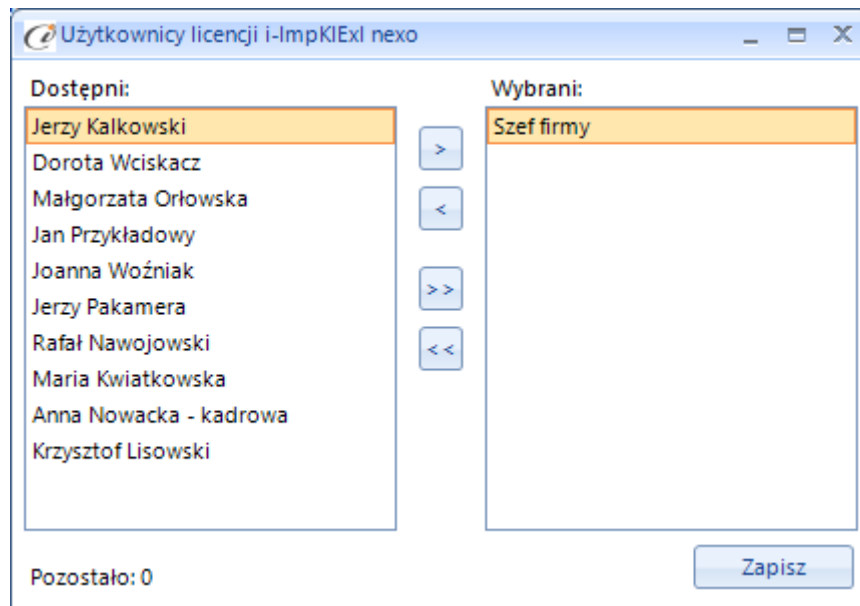 Użytkownicy licencji i-ImpKlExl nexo
Dostępni:
Jerzy Kalkowski
Dorota Wciskacz
Małgorzata Orłowska
Jan Przykładowy
Joanna Woźniak
Jerzy Pakamera
Rafał Nawojowski
Maria Kwiatkowska
Anna Nowacka - kadrowa
Krzysztof Lisowski
>
<
>>
<<
Wybrani:
Szef firmy
Pozostało: 0
Zapisz